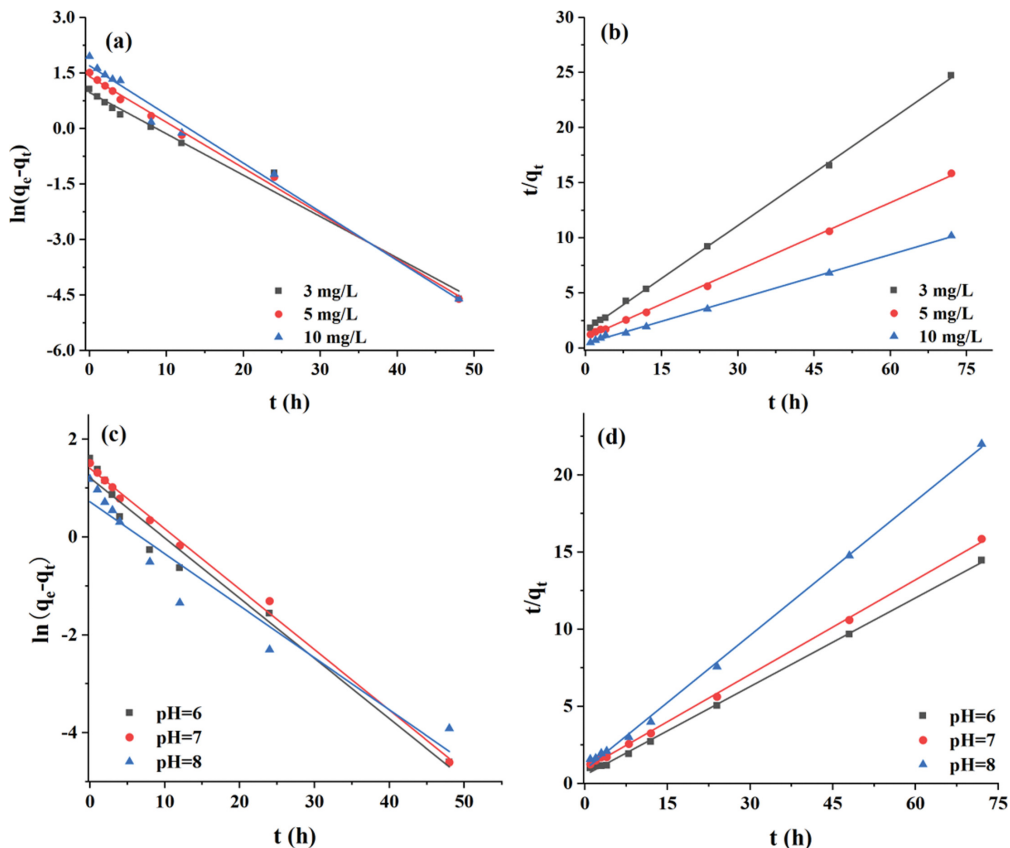 (a)
3.0
1.5
0.0
-1.5
-3.0
-4.5
-6.0
ln(qe-qt)
3 mg/L
5 mg/L
10 mg/L
0 10 20 30 40 50
t (h)
(b)
30
25
20
15
10
5
0
t/qt
3 mg/L
5 mg/L
10 mg/L
0 15 30 45 60 75
t (h)
(c)
2
0
-2
-4
ln（qe-qt）
pH=6
pH=7
pH=8
0 10 20 30 40 50
t (h)
(d)
20
15
10
5
0
t/qt
pH=6
pH=7
pH=8
0 15 30 45 60 75
t (h)